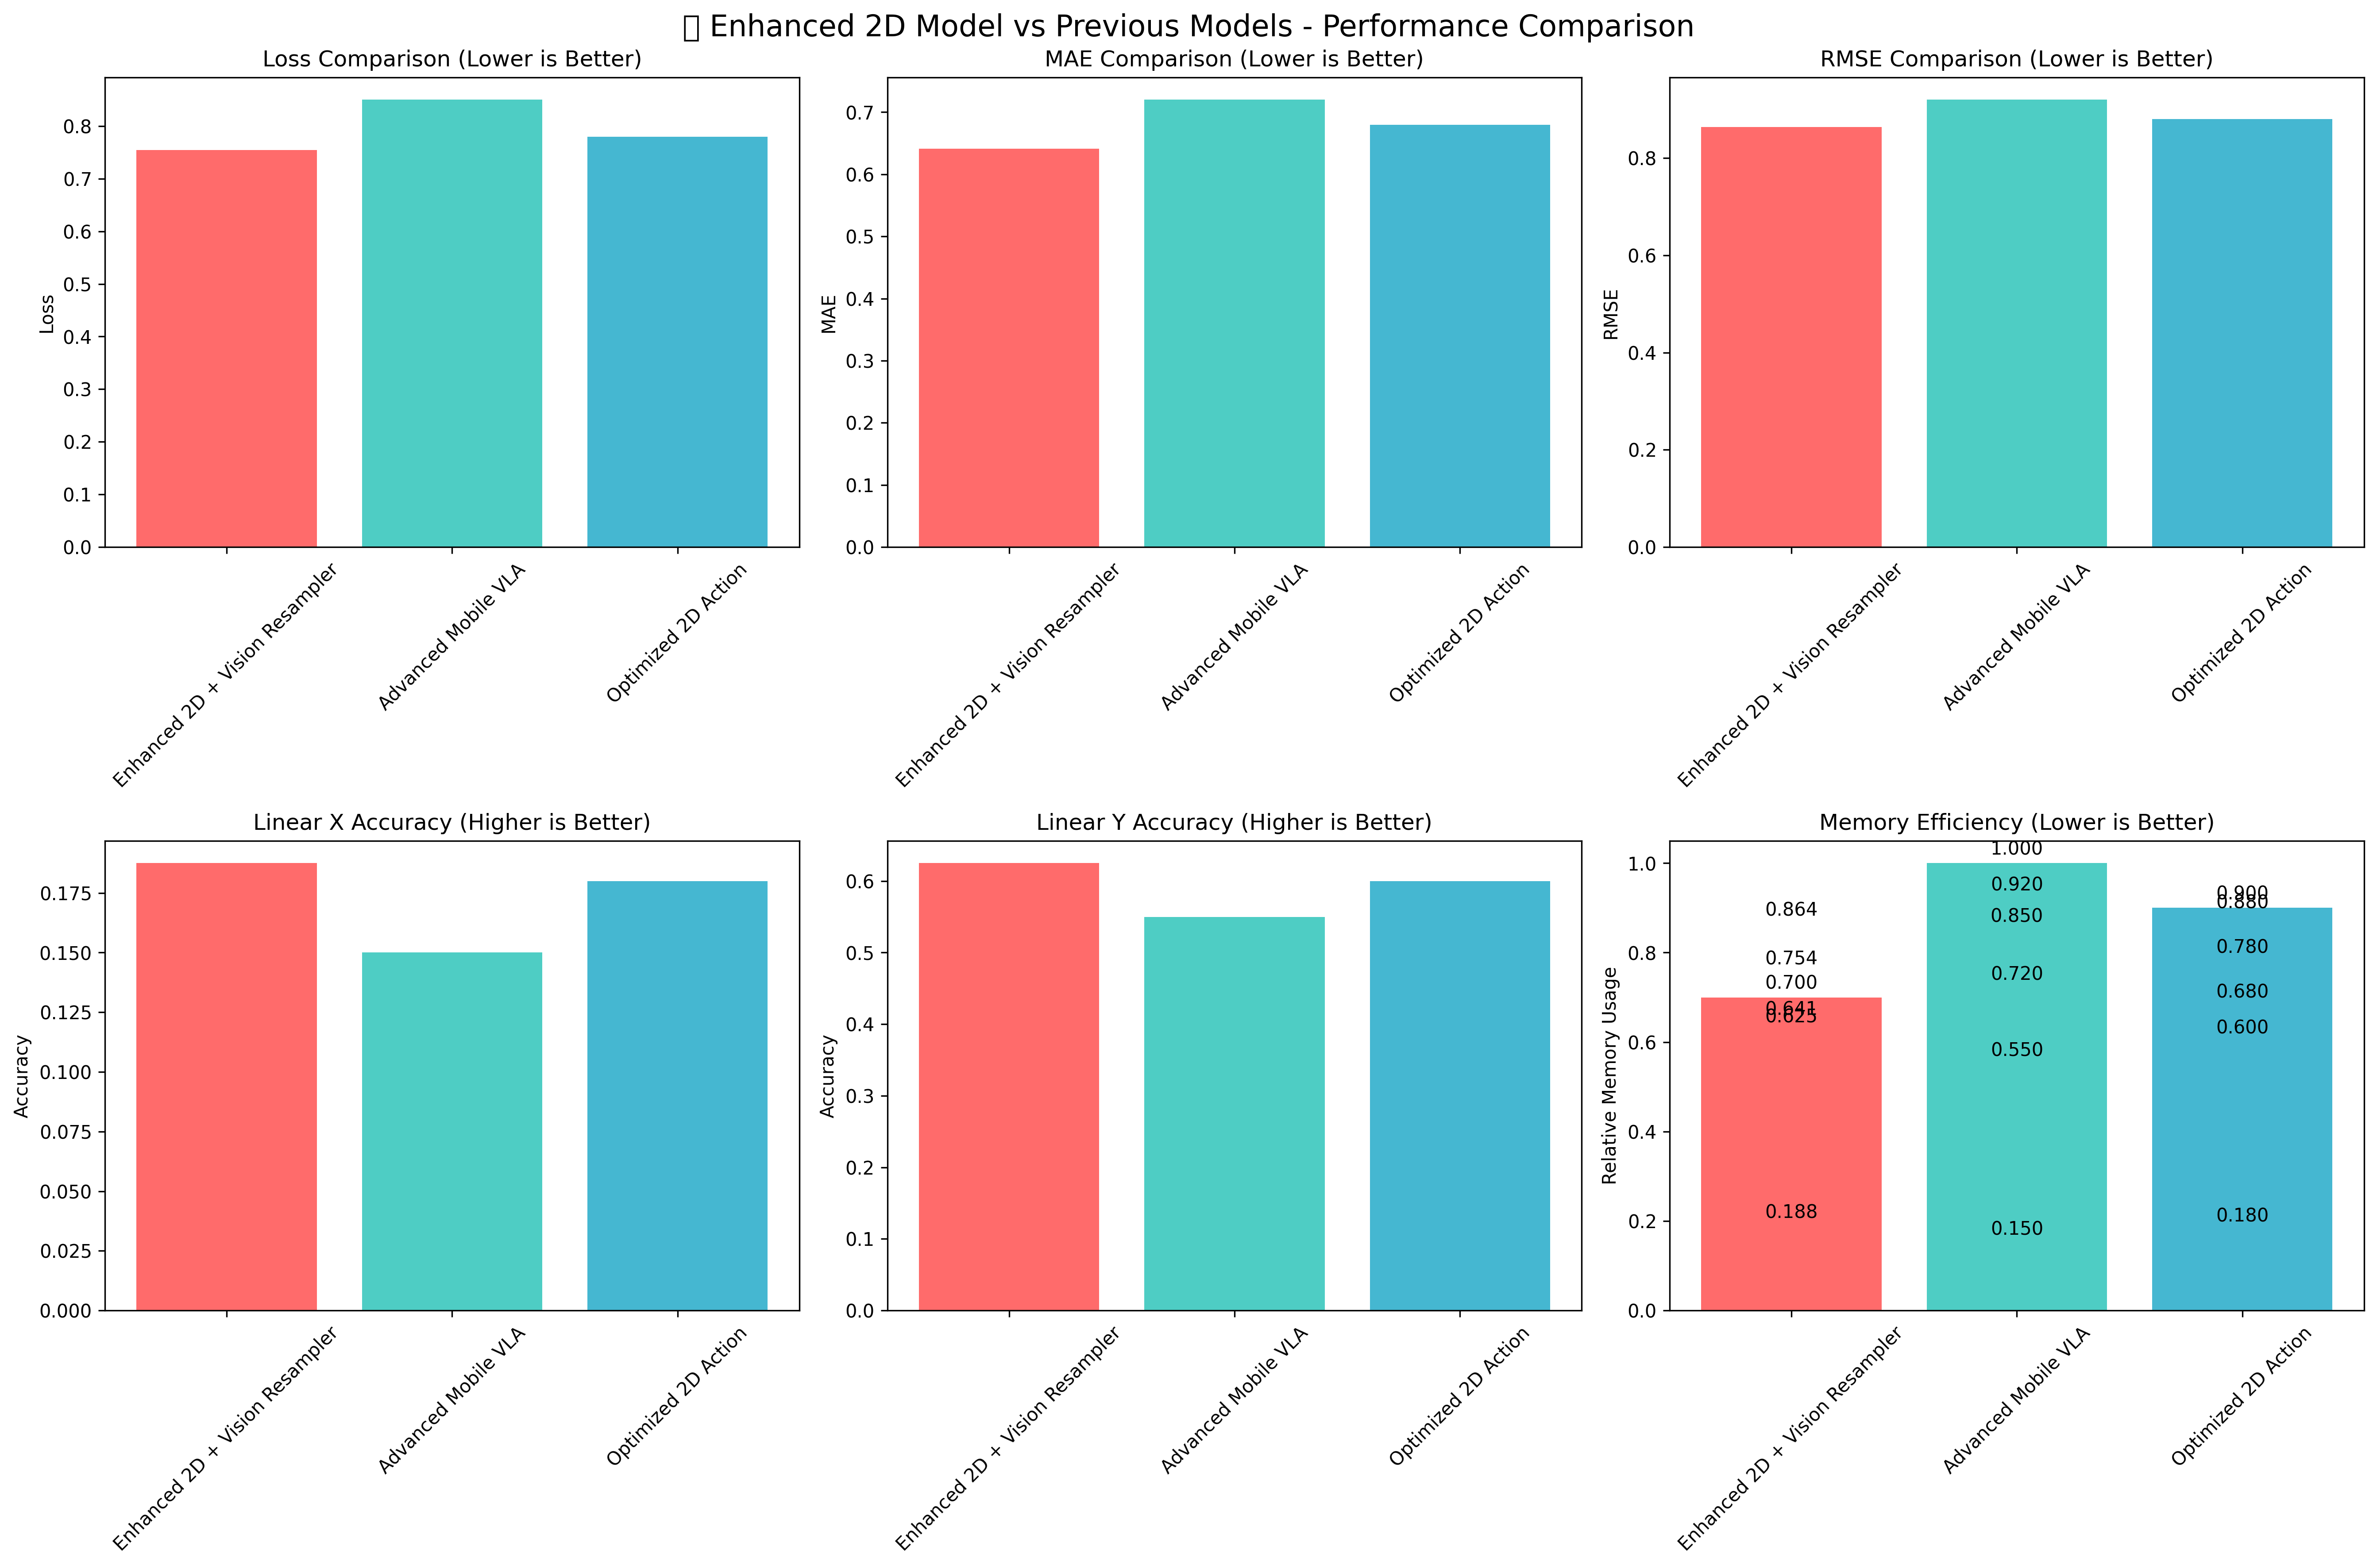 Enhanced 2D Model vs Previous Models - Performance Comparison
Loss Comparison (Lower is Better)
Loss
0.8
0.7
0.6
0.5
0.4
0.3
0.2
0.1
0.0
Enhanced 2D + Vision Resampler
Advanced Mobile VLA
Optimized 2D Action
MAE Comparison (Lower is Better)
MAE
0.7
0.6
0.5
0.4
0.3
0.2
0.1
0.0
Enhanced 2D + Vision Resampler
Advanced Mobile VLA
Optimized 2D Action
RMSE Comparison (Lower is Better)
RMSE
0.8
0.6
0.4
0.2
0.0
Enhanced 2D + Vision Resampler
Advanced Mobile VLA
Optimized 2D Action
Linear X Accuracy (Higher is Better)
Accuracy
0.175
0.150
0.125
0.100
0.075
0.050
0.025
0.000
Enhanced 2D + Vision Resampler
Advanced Mobile VLA
Optimized 2D Action
Linear Y Accuracy (Higher is Better)
Accuracy
0.6
0.5
0.4
0.3
0.2
0.1
0.0
Enhanced 2D + Vision Resampler
Advanced Mobile VLA
Optimized 2D Action
Memory Efficiency (Lower is Better)
Relative Memory Usage
1.0
0.8
0.6
0.4
0.2
0.0
0.864
0.754
0.700
0.641
0.625
0.188
1.000
0.920
0.850
0.720
0.550
0.150
0.900
0.880
0.780
0.680
0.600
0.180
Enhanced 2D + Vision Resampler
Advanced Mobile VLA
Optimized 2D Action